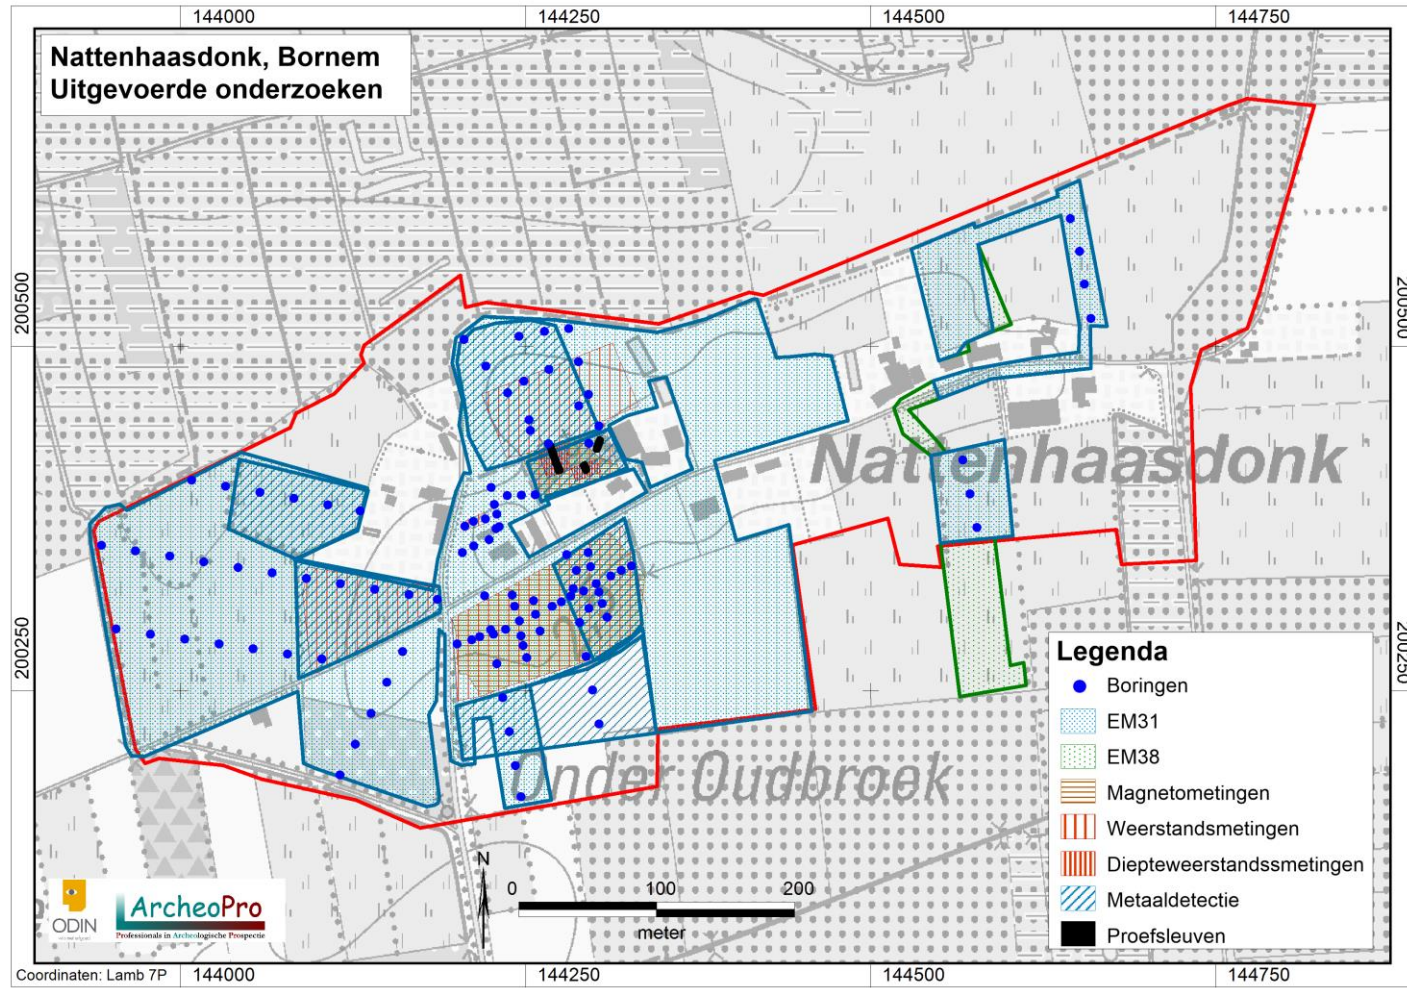 144000 144250 144500 144750
Nattenhaasdonk, Bornem
Uitgevoerde onderzoeken
200500 200500
Nattenhaasdonk
200250 200250
Onder Oudbroek
Legenda
Boringen
EM31
EM38
Magnetometingen
Weerstandsmetingen
Diepteweerstandssmetingen
Metaaldetectie
Proefsleuven
N
0 100 200
meter
ODIN
ArcheoPro
Professionals in Archeologische Prospectie
Coordinaten: Lamb 7P
144000 144250 144500 144750